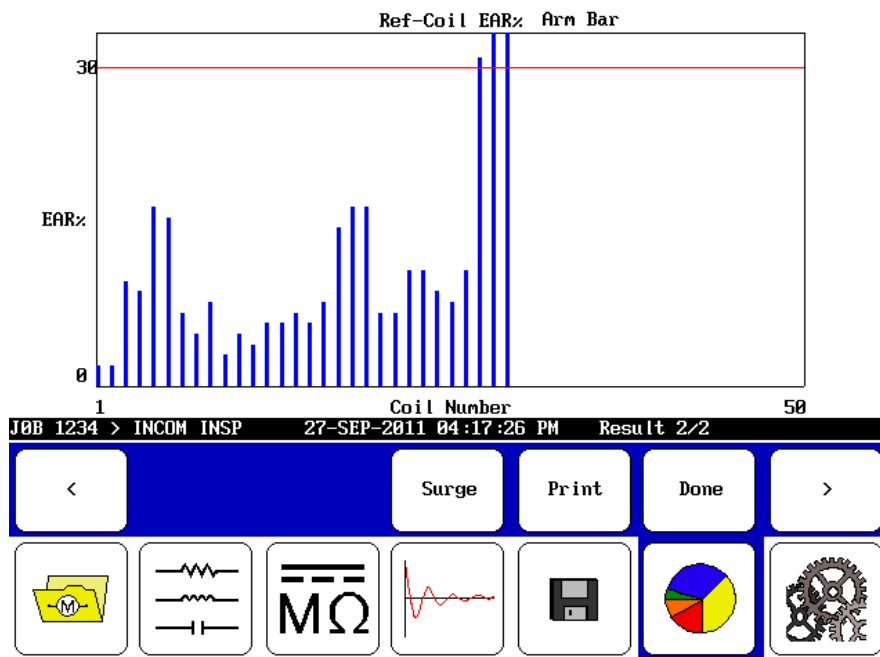 Ref-Coil EAR% Arm Bar
30
EAR%
0
1 Coil Number 50
JOB 1234 > INCOM INSP 27-SEP-2011 04:17:26 PM Result 2/2
< Surge Print Done >
M MΩ